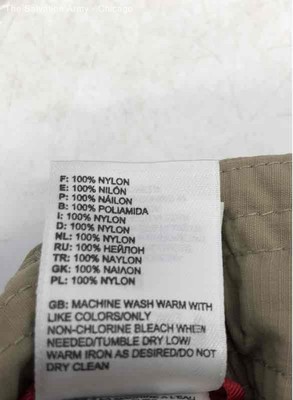 F: 100% NYLON
E: 100% NILÓN
P: 100% NÁILON
B: 100% POLIAMIDA
I: 100% NYLON
D: 100% NYLON
NL: 100% NYLON
RU: 100% НЕЙЛОН
TR: 100% NAYLON
GK: 100% ΝΑΙΛΟΝ
PL: 100% NYLON
GB: MACHINE WASH WARM WITH
LIKE COLORS/ONLY
NON-CHLORINE BLEACH WHEN
NEEDED/TUMBLE DRY LOW/
WARM IRON AS DESIRED/DO NOT
DRY CLEAN